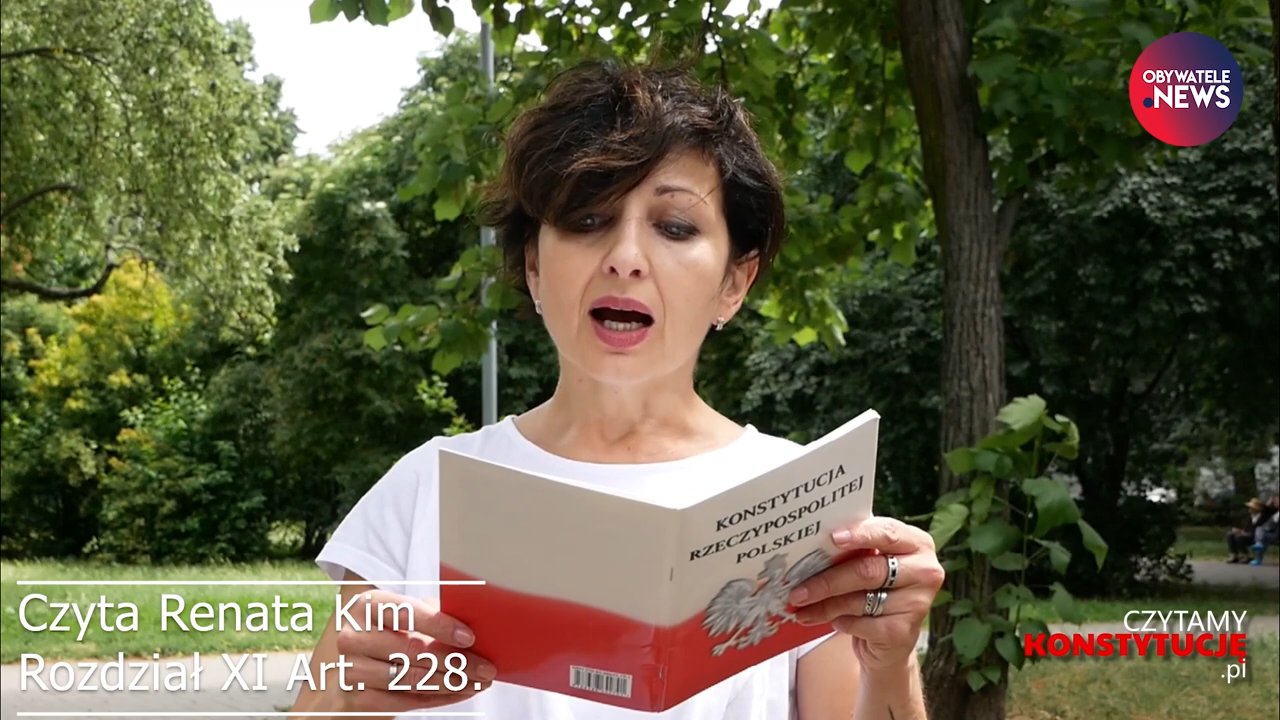 OBYWATELE
.NEWS
KONSTYTUCJA
RZECZYPOSPOLITEJ
POLSKIEJ
Czyta Renata Kim
Rozdział XI Art. 228.
CZYTAMY
KONSTYTUCJĘ
.pl